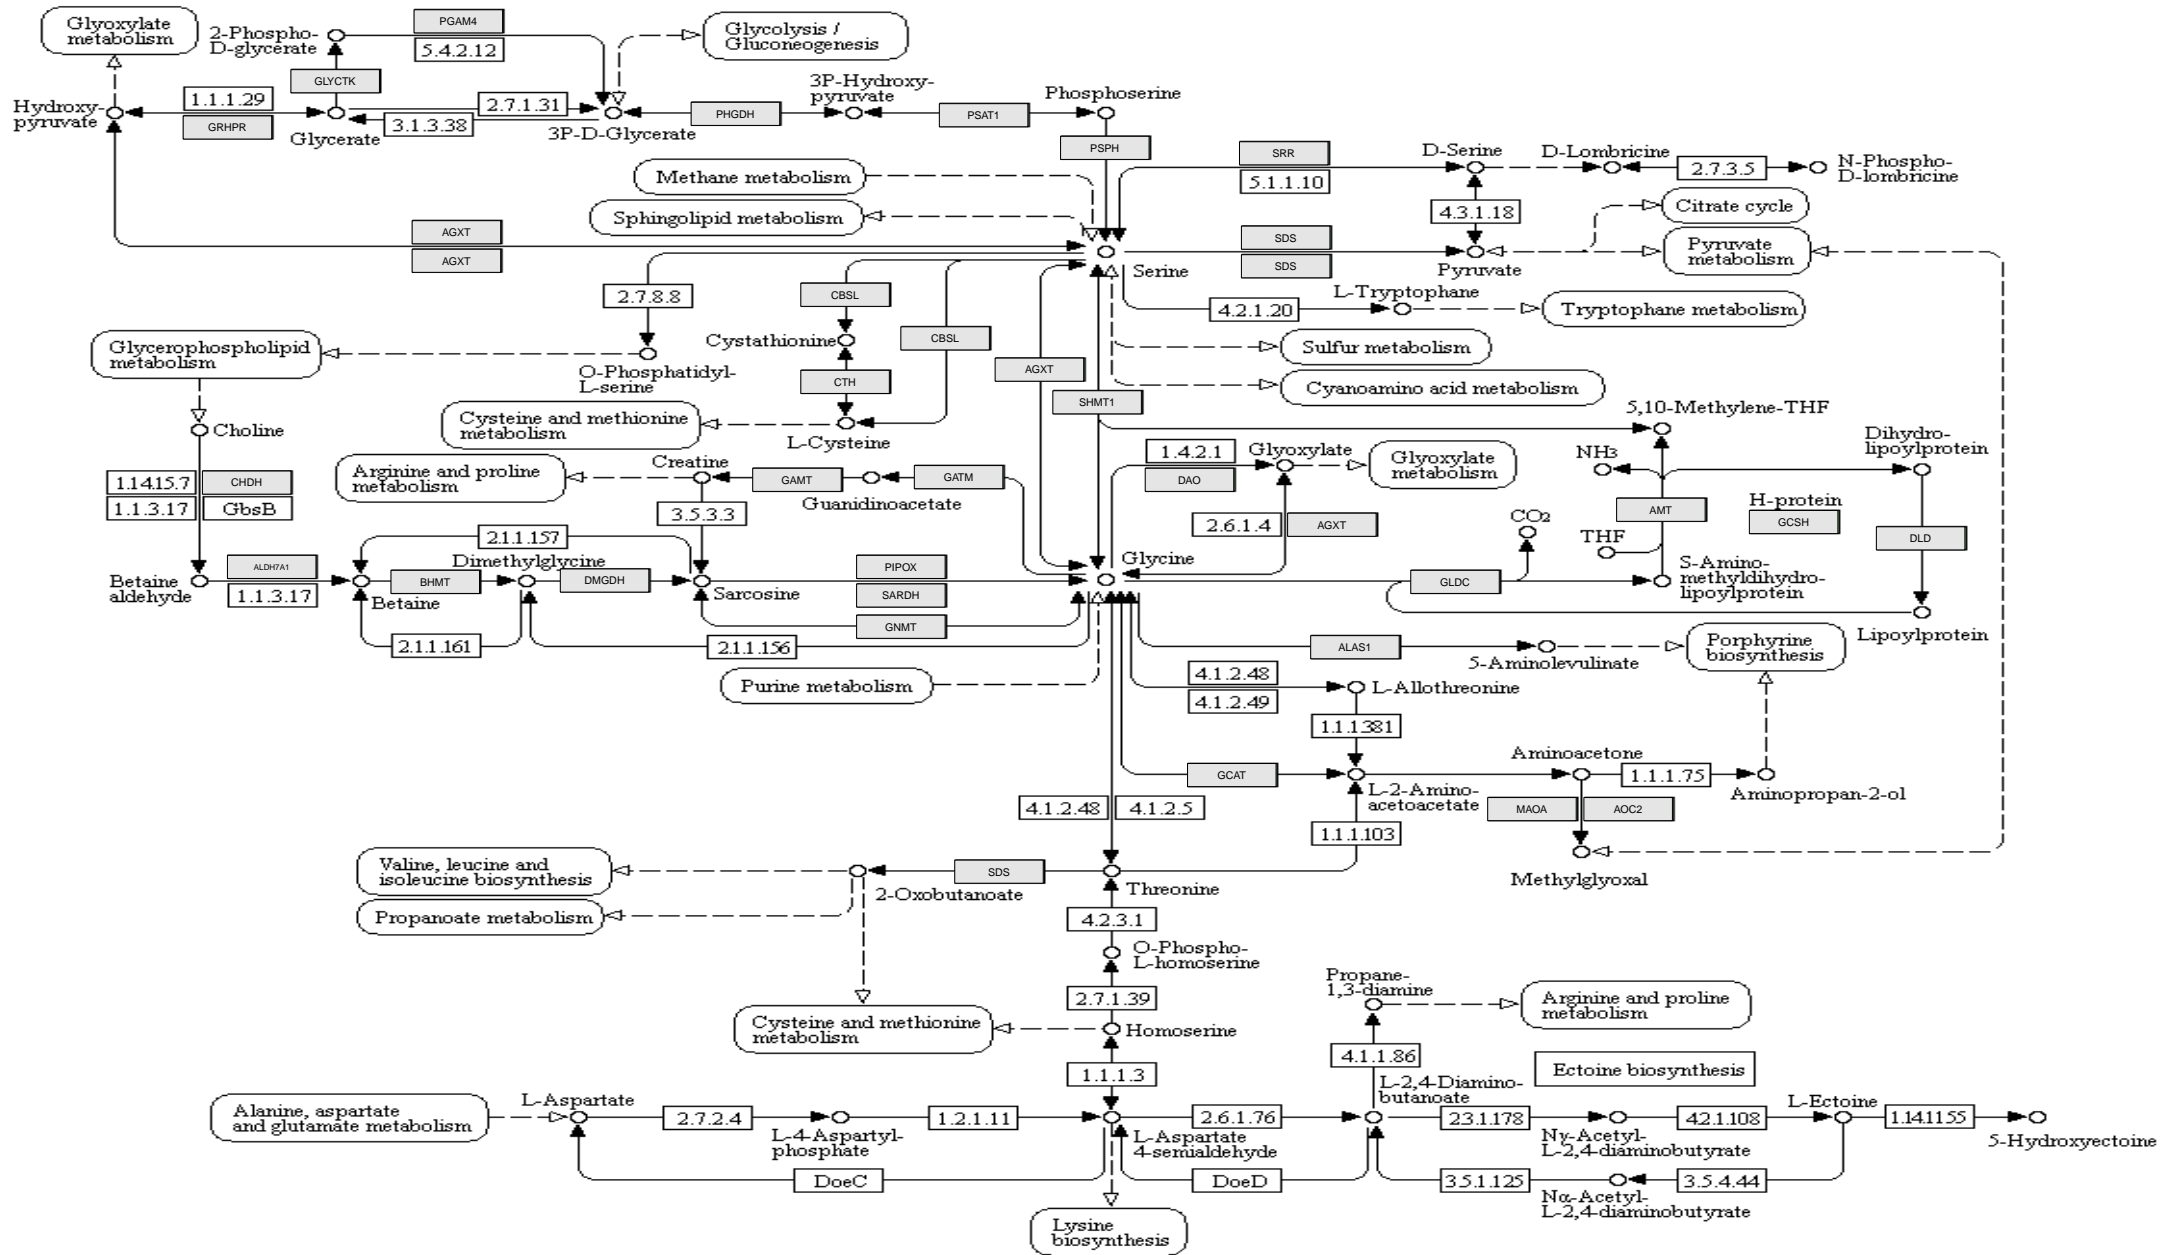 Glyoxylate
metabolism
2-Phospho-
D-glycerate
PGAM4
5.4.2.12
Glycolysis /
Gluconeogenesis
GLYCTK
3P-Hydroxy-
pyruvate
Phosphoserine
Hydroxy-
pyruvate
1.1.1.29
GRHPR
Glycerate
2.7.1.31
3.1.3.38
3P-D-Glycerate
PHGDH
PSAT1
PSPH
SRR
5.1.1.10
D-Serine
D-Lombricine
2.7.3.5
N-Phospho-
D-lombricine
Methane metabolism
Sphingolipid metabolism
4.3.1.18
Citrate cycle
AGXT
AGXT
SDS
SDS
Pyruvate
metabolism
Serine
Pyruvate
2.7.8.8
CBSL
4.2.1.20
L-Tryptophane
Tryptophane metabolism
Glycerophospholipid
metabolism
Cystathionine
CBSL
Sulfur metabolism
O-Phosphatidyl-
L-serine
CTH
AGXT
SHMT1
Cyanoamino acid metabolism
Cysteine and methionine
metabolism
L-Cysteine
5,10-Methylene-THF
Choline
Arginine and proline
metabolism
Creatine
GAMT
GATM
Guanidinoacetate
1.4.2.1
DAO
Glyoxylate
Glyoxylate
metabolism
NH3
Dihydro-
lipoylprotein
1.14.15.7
CHDH
1.1.3.17
GbsB
3.5.3.3
2.6.1.4
AGXT
CO2
AMT
H-protein
GCSH
DLD
THF
2.1.1.157
Dimethylglycine
Glycine
Betaine
aldehyde
ALDH7A1
1.1.3.17
BHMT
Betaine
DMGDH
Sarcosine
PIPOX
SARDH
GNMT
GLDC
S-Amino-
methyldihydro-
lipoylprotein
Lipoylprotein
2.1.1.161
2.1.1.156
ALAS1
5-Aminolevulinate
Porphyrine
biosynthesis
Purine metabolism
4.1.2.48
4.1.2.49
L-Allothreonine
1.1.1.381
GCAT
L-2-Amino-
acetoacetate
Aminoacetone
1.1.1.75
Aminopropan-2-ol
4.1.2.48
4.1.2.5
MAOA
AOC2
1.1.1.103
Valine, leucine and
isoleucine biosynthesis
SDS
2-Oxobutanoate
Threonine
Methylglyoxal
Propanoate metabolism
4.2.3.1
O-Phospho-
L-homoserine
2.7.1.39
Propane-
1,3-diamine
Arginine and proline
metabolism
Cysteine and methionine
metabolism
Homoserine
4.1.1.86
Ectoine biosynthesis
1.1.1.3
L-2,4-Diamino-
butanoate
Alanine, aspartate
and glutamate metabolism
L-Aspartate
2.7.2.4
L-4-Aspartyl-
phosphate
1.2.1.11
L-Aspartate
4-semialdehyde
2.6.1.76
2.3.1.178
Nγ-Acetyl-
L-2,4-diaminobutyrate
4.2.1.108
L-Ectoine
1.14.11.55
5-Hydroxyectoine
DoeC
DoeD
3.5.1.125
3.5.4.44
Nα-Acetyl-
L-2,4-diaminobutyrate
Lysine
biosynthesis